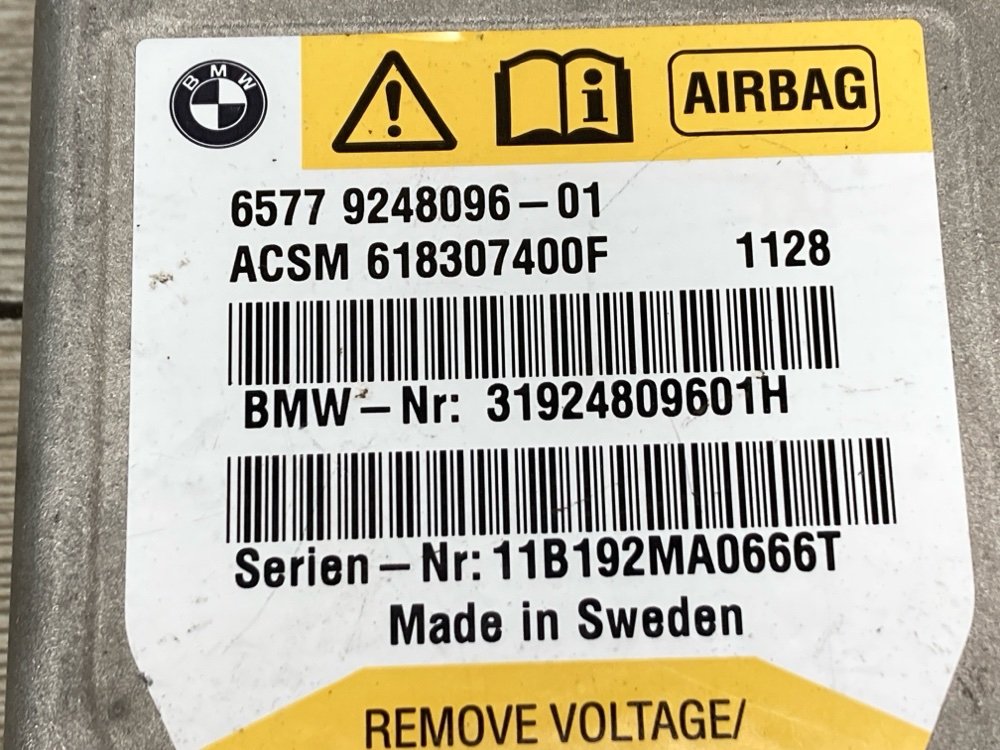 BMW
AIRBAG
6577 9248096-01
ACSM 618307400F 1128
BMW-Nr: 31924809601H
Serien-Nr: 11B192MA0666T
Made in Sweden
REMOVE VOLTAGE/